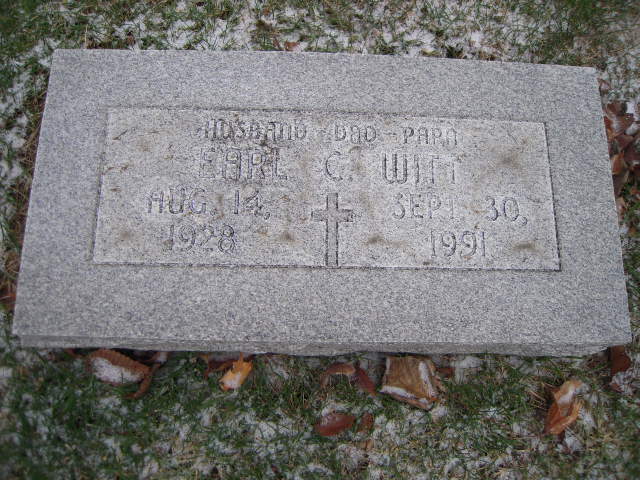 HUSBAND - DAD - PAPA
EARL C. WITT
AUG. 14, SEPT. 30,
1928 1991